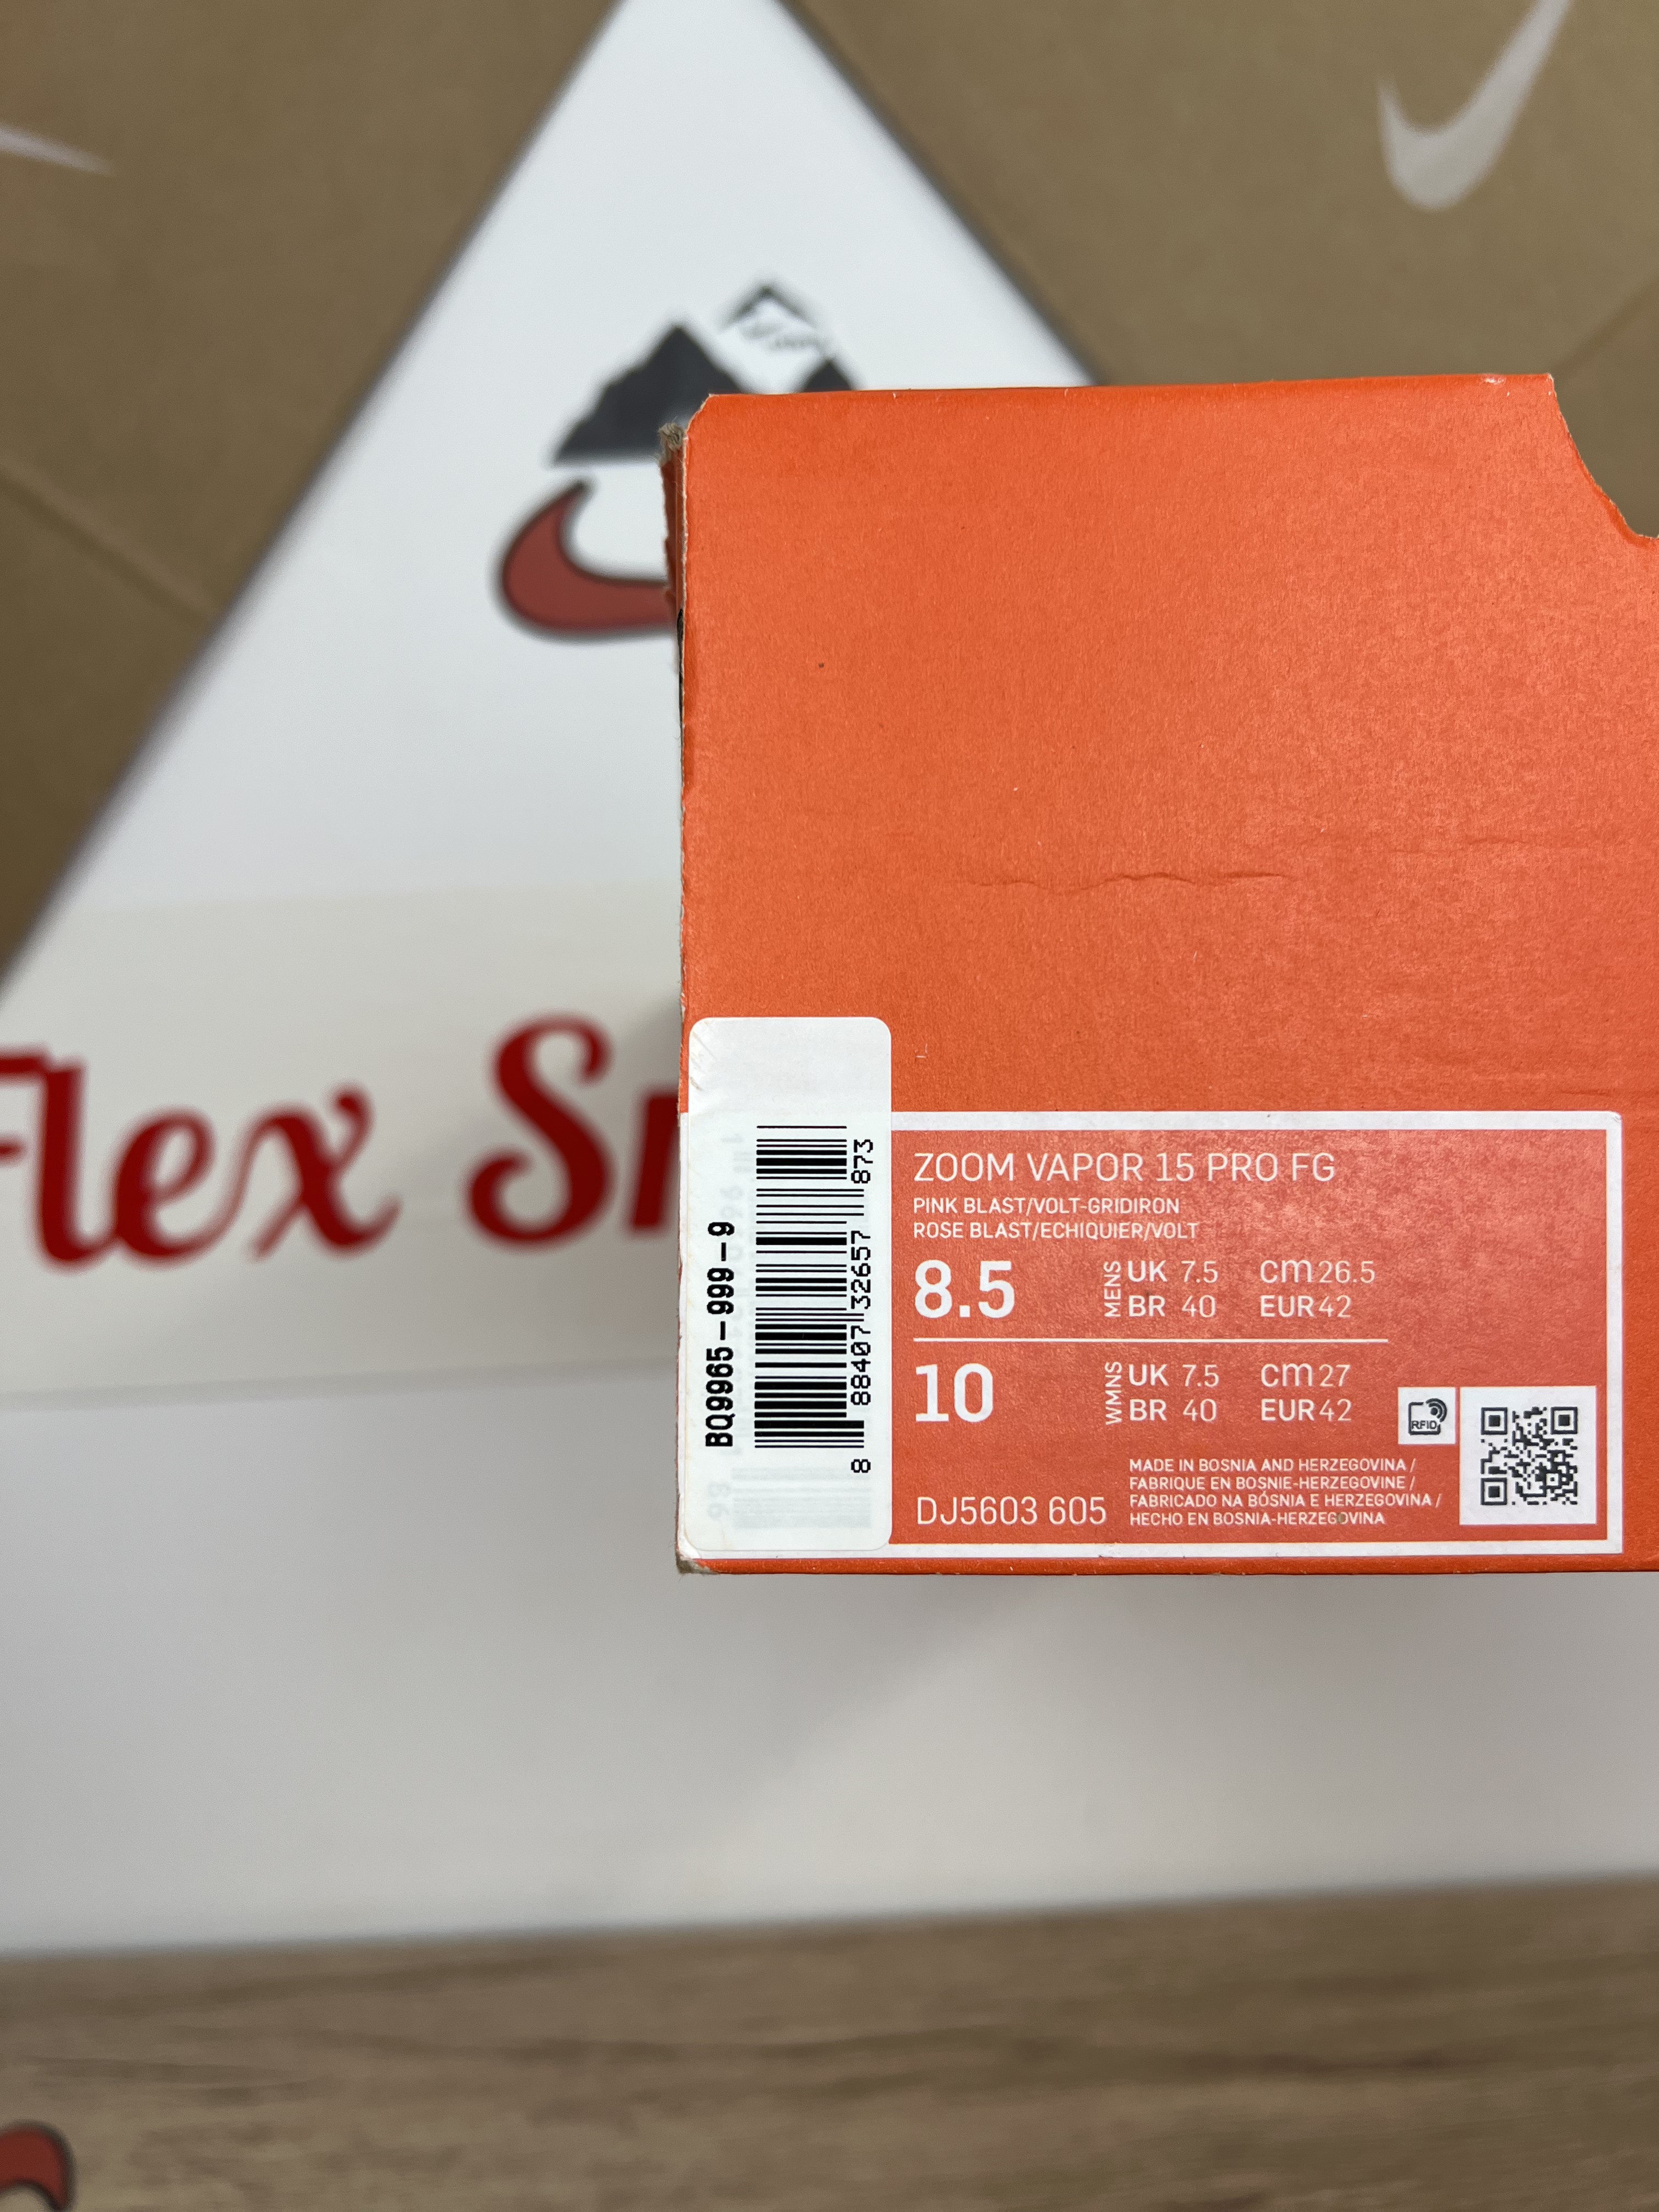 Flex
ZOOM VAPOR 15 PRO FG
PINK BLAST/VOLT-GRIDIRON
ROSE BLAST/ECHIQUIER/VOLT
8.5 MENS UK 7.5 cm 26.5
BR 40 EUR 42
10 WMNS UK 7.5 cm 27
BR 40 EUR 42
RFID
MADE IN BOSNIA AND HERZEGOVINA /
FABRIQUE EN BOSNIE-HERZEGOVINE /
FABRICADO NA BÓSNIA E HERZEGOVINA /
HECHO EN BOSNIA-HERZEGOVINA
DJ5603 605
BQ9965-999-9
8 88407 32657 873